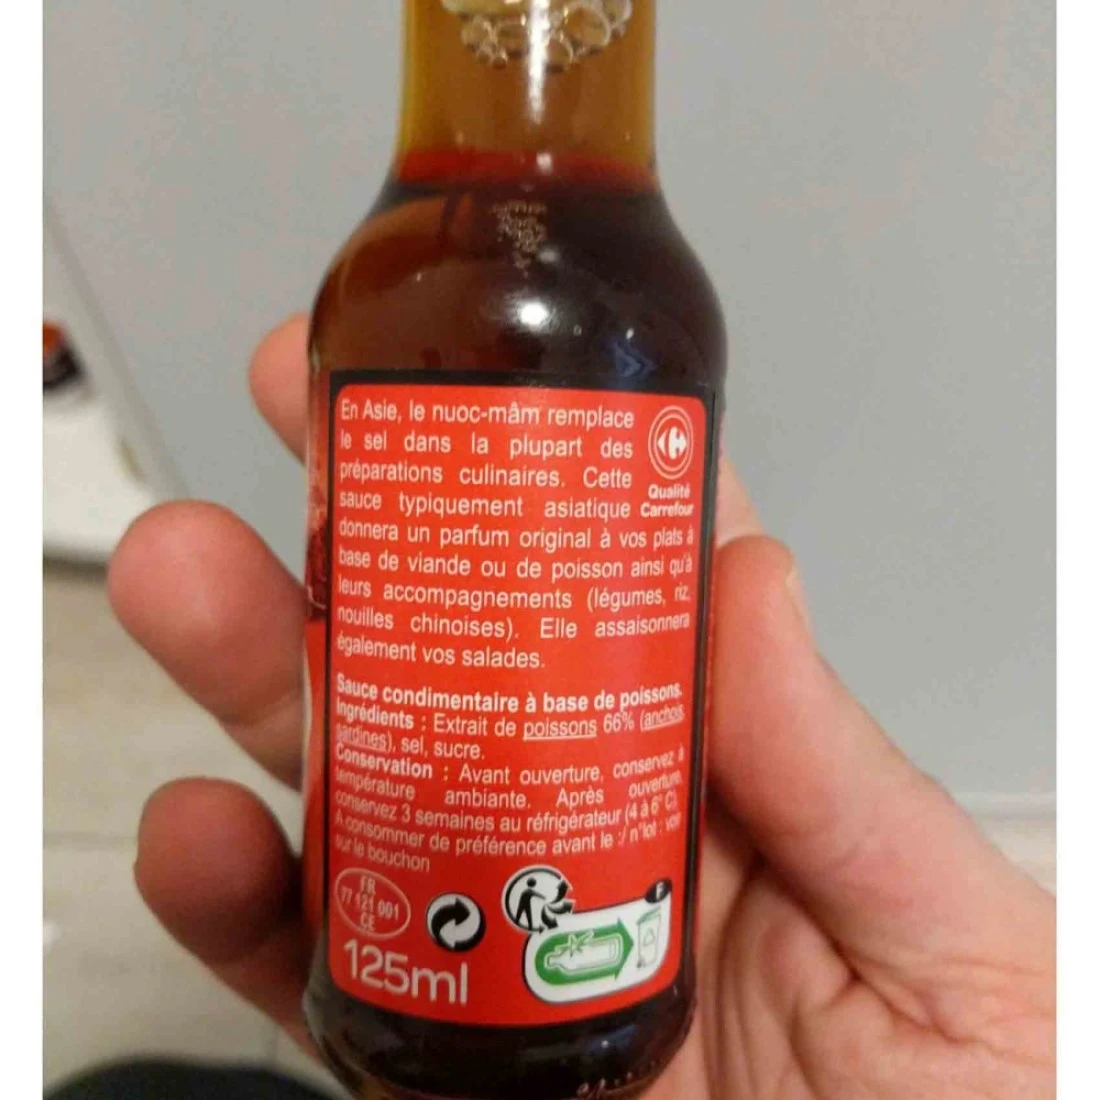 En Asie, le nuoc-mâm remplace
le sel dans la plupart des
préparations culinaires. Cette
sauce typiquement asiatique
donnera un parfum original à vos plats à
base de viande ou de poisson ainsi qu'à
leurs accompagnements (légumes, riz,
nouilles chinoises). Elle assaisonnera
également vos salades.
Qualité
Carrefour
Sauce condimentaire à base de poissons.
Ingrédients : Extrait de poissons 66% (anchois,
sardines), sel, sucre.
Conservation : Avant ouverture, conservez à
température ambiante. Après ouverture,
conservez 3 semaines au réfrigérateur (4 à 6° C).
A consommer de préférence avant le :/ n°lot : voir
sur le bouchon
FR
77 121 001
CE
125ml
F